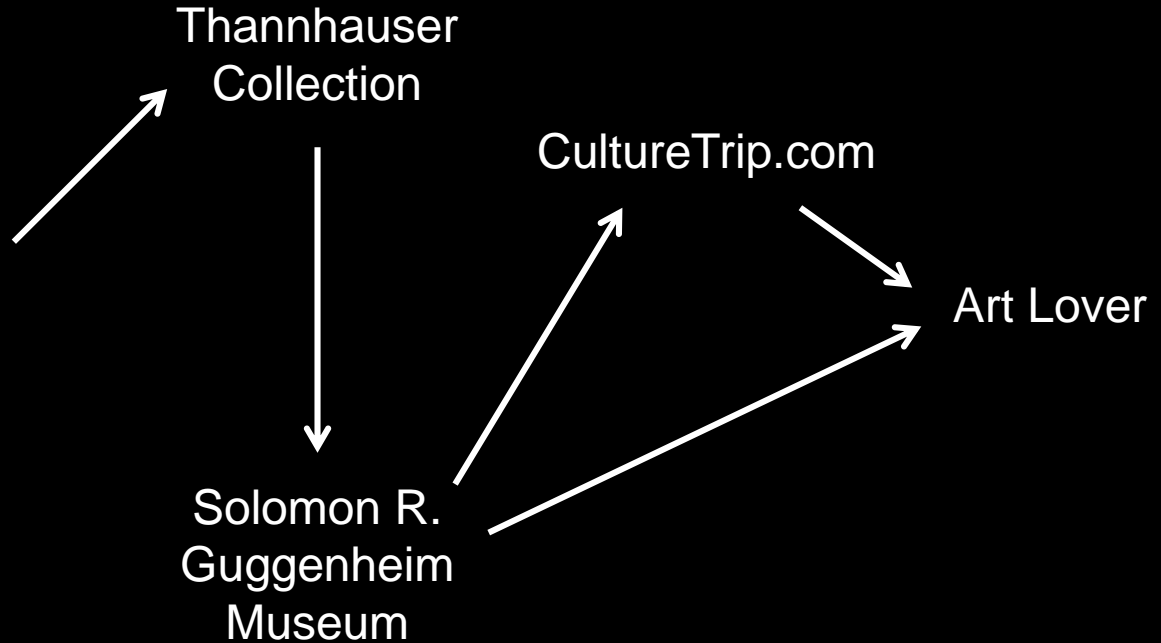 Thannhauser
Collection
CultureTrip.com
Art Lover
Solomon R.
Guggenheim
Museum